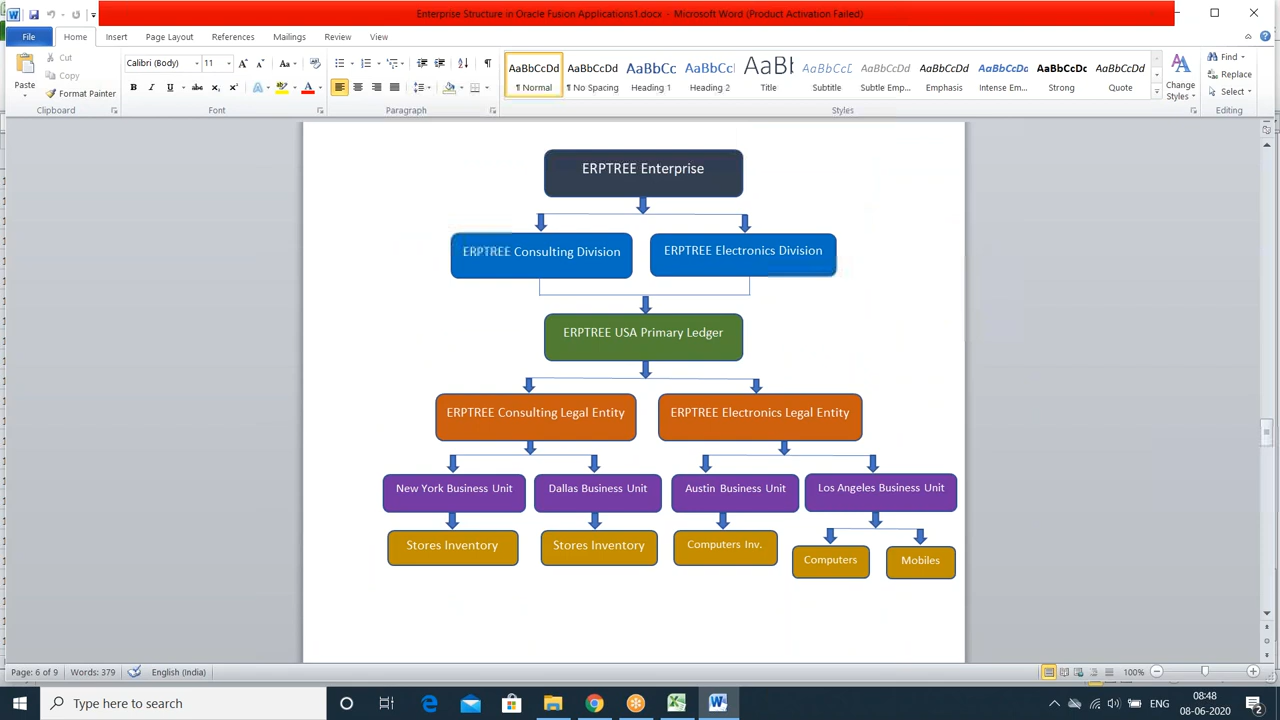 Enterprise Structure in Oracle Fusion Applications1.docx - Microsoft Word (Product Activation Failed)
File Home Insert Page Layout References Mailings Review View
Paste
Cut
Copy
Format Painter
Clipboard
Calibri (Body) 11
Font
Paragraph
AaBbCcDd AaBbCcDd AaBbCc AaBbCc AaBb AaBbCcDd AaBbCcDd AaBbCcDd AaBbCcDd AaBbCcDd AaBbCcDd
¶ Normal ¶ No Spacing Heading 1 Heading 2 Title Subtitle Subtle Emp... Emphasis Intense Em... Strong Quote
Styles
Change Styles
Find
Replace
Select
Editing
ERPTREE Enterprise
ERPTREE Consulting Division
ERPTREE Electronics Division
ERPTREE USA Primary Ledger
ERPTREE Consulting Legal Entity
ERPTREE Electronics Legal Entity
New York Business Unit
Dallas Business Unit
Austin Business Unit
Los Angeles Business Unit
Stores Inventory
Stores Inventory
Computers Inv.
Computers
Mobiles
Page: 6 of 9 Words: 379 English (India) 100%
Type here to search
ENG
08:48
08-06-2020
2